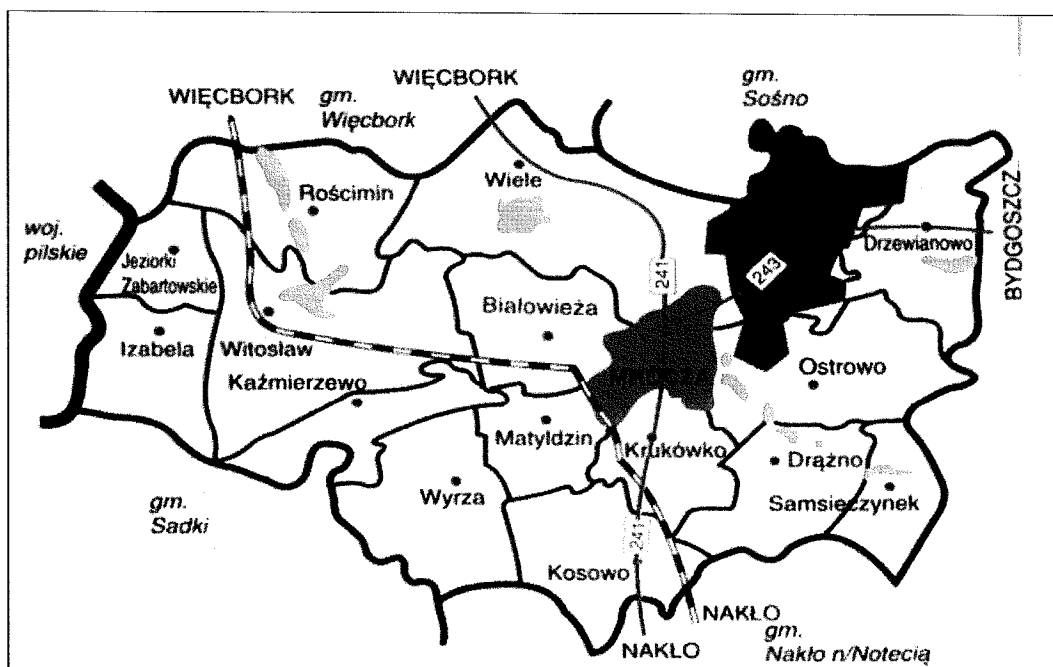 WIĘCBORK
gm.
Sośno
WIĘCBORK
gm.
Więcbork
Wiele
Rościmin
woj.
pilskie
Drzewianowo
BYDGOSZCZ
Jeziorki
Zabartowskie
243
241
Białowieża
Izabela
Witosław
Ostrowo
Kaźmierzewo
Matyldzin
Krukówko
Drążno
Wyrza
Samsieczynek
gm.
Sadki
241
Kosowo
NAKŁO
gm.
NAKŁO
Nakło n/Notecią